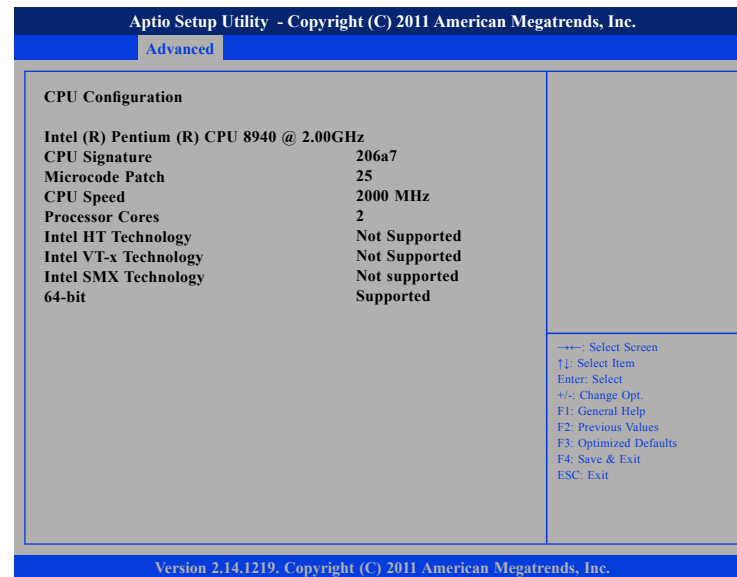 Aptio Setup Utility - Copyright (C) 2011 American Megatrends, Inc.
Advanced
CPU Configuration
Intel (R) Pentium (R) CPU 8940 @ 2.00GHz
CPU Signature 206a7
Microcode Patch 25
CPU Speed 2000 MHz
Processor Cores 2
Intel HT Technology Not Supported
Intel VT-x Technology Not Supported
Intel SMX Technology Not supported
64-bit Supported
→←: Select Screen
↑↓: Select Item
Enter: Select
+/-: Change Opt.
F1: General Help
F2: Previous Values
F3: Optimized Defaults
F4: Save & Exit
ESC: Exit
Version 2.14.1219. Copyright (C) 2011 American Megatrends, Inc.